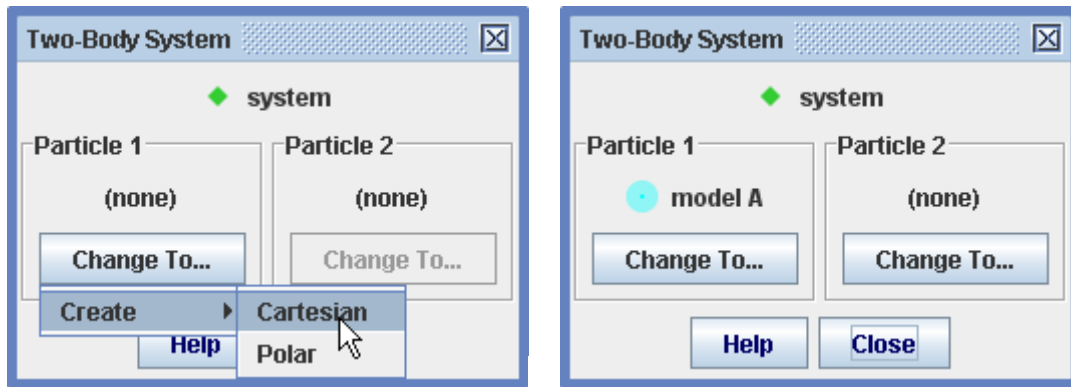 Two-Body System
system
Particle 1
Particle 2
(none)
(none)
Change To...
Change To...
Create
Cartesian
Polar
Help
Two-Body System
system
Particle 1
Particle 2
model A
(none)
Change To...
Change To...
Help
Close